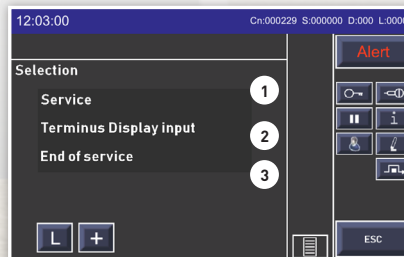 12:03:00 Cn:000229 S:000000 D:000 L:0000
Alert
Selection
Service 1
Terminus Display input 2
End of service 3
i
L +
ESC